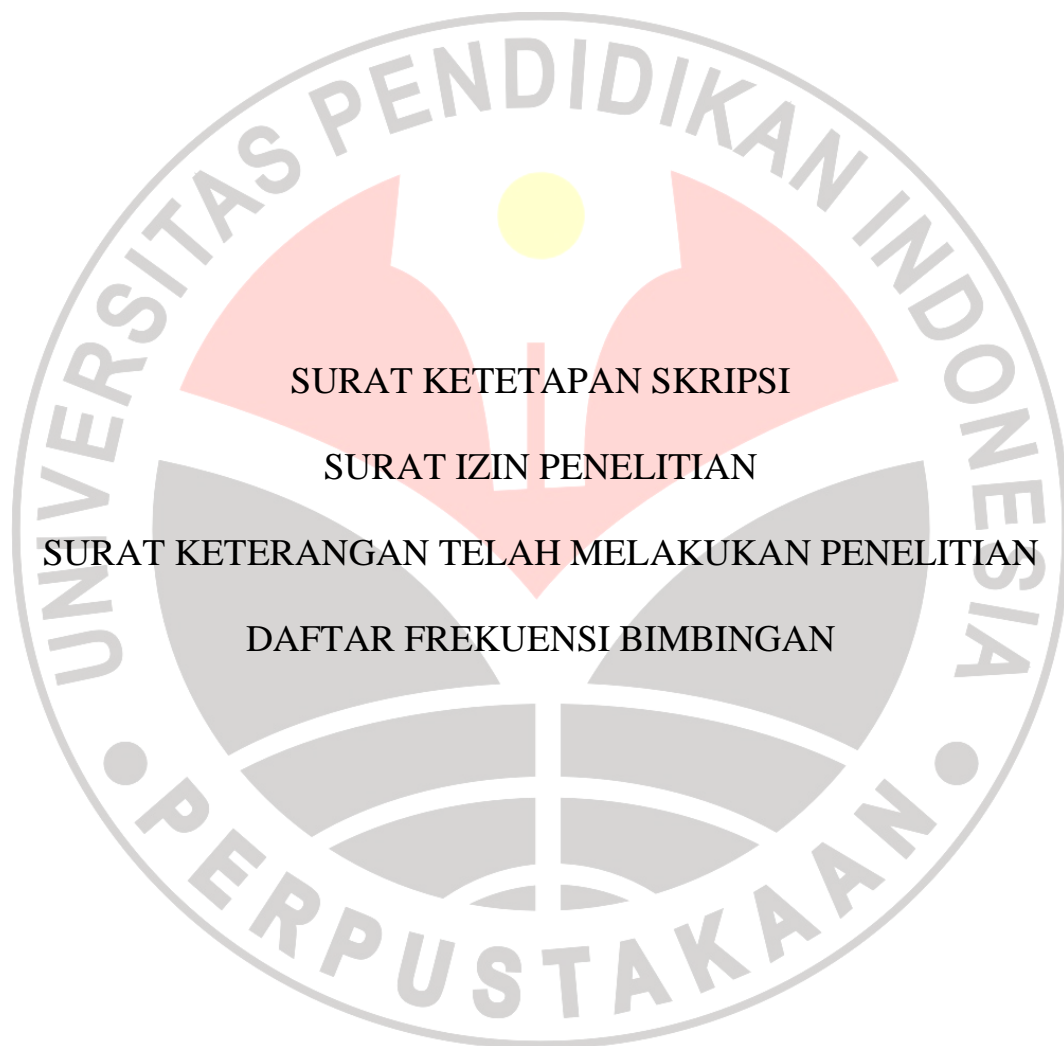 UNIVERSITAS PENDIDIKAN INDONESIA
SURAT KETETAPAN SKRIPSI
SURAT IZIN PENELITIAN
SURAT KETERANGAN TELAH MELAKUKAN PENELITIAN
DAFTAR FREKUENSI BIMBINGAN
PERPUSTAKAAN